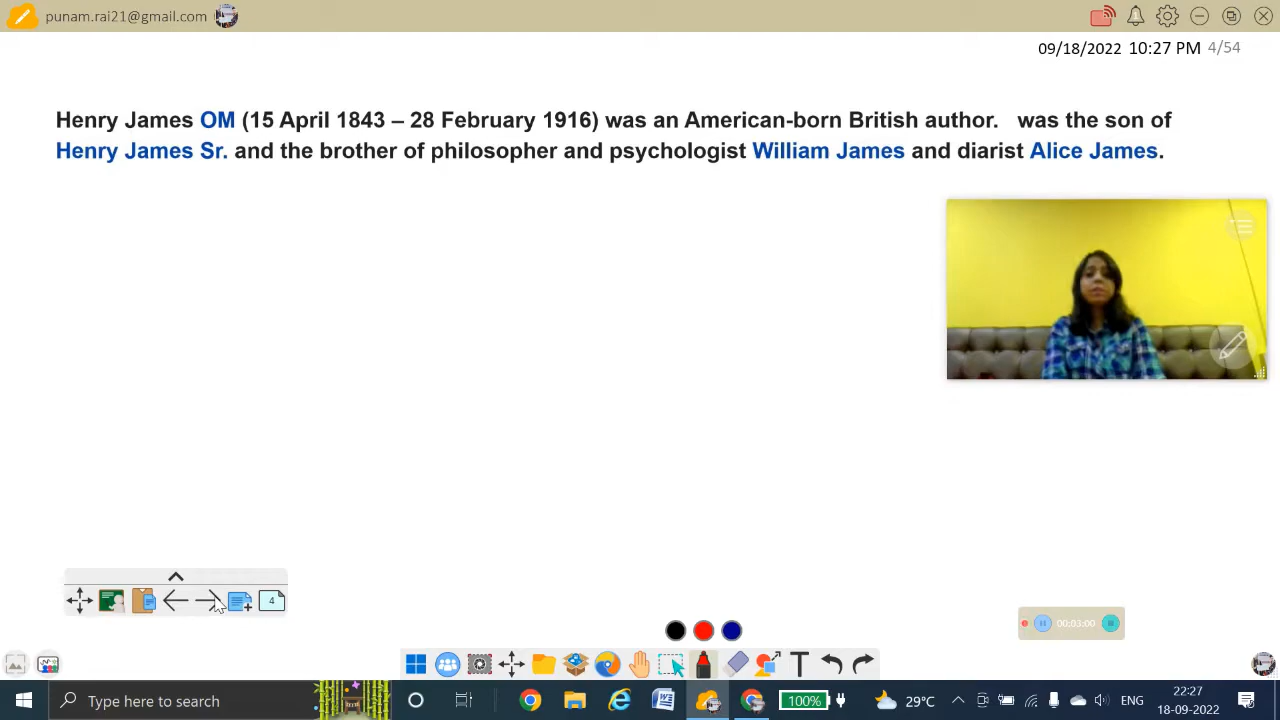 punam.rai21@gmail.com
09/18/2022 10:27 PM 4/54
Henry James OM (15 April 1843 – 28 February 1916) was an American-born British author. was the son of
Henry James Sr. and the brother of philosopher and psychologist William James and diarist Alice James.
4
00:03:00
Type here to search
100%
29°C
ENG
22:27
18-09-2022